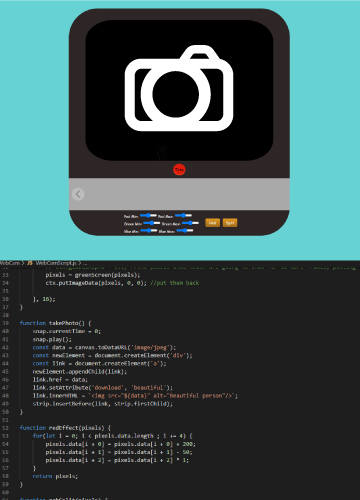 Take
Red Min: Red Max:
Green Min: Green Max:
Blue Min: Blue Max:
WebCam > JS WebCamScript.js > ...
33 pixels = greenScreen(pixels);
34 ctx.putImageData(pixels, 0, 0); //put them back
35
36 }, 16);
37 }
38
39 function takePhoto() {
40 snap.currentTime = 0;
41 snap.play();
42 const data = canvas.toDataURL('image/jpeg');
43 const newElement = document.createElement('div');
44 const link = document.createElement('a');
45 newElement.appendChild(link);
46 link.href = data;
47 link.setAttribute('download', 'beautiful');
48 link.innerHTML = `<img src="${data}" alt="Beautiful person"/>`;
49 strip.insertBefore(link, strip.firstChild);
50 }
51
52 function redEffect(pixels) {
53 for(let i = 0; i < pixels.data.length ; i += 4) {
54 pixels.data[i + 0] = pixels.data[i + 0] + 200;
55 pixels.data[i + 1] = pixels.data[i + 1] - 50;
56 pixels.data[i + 2] = pixels.data[i + 2] * 1;
57 }
58 return pixels;
59 }
60